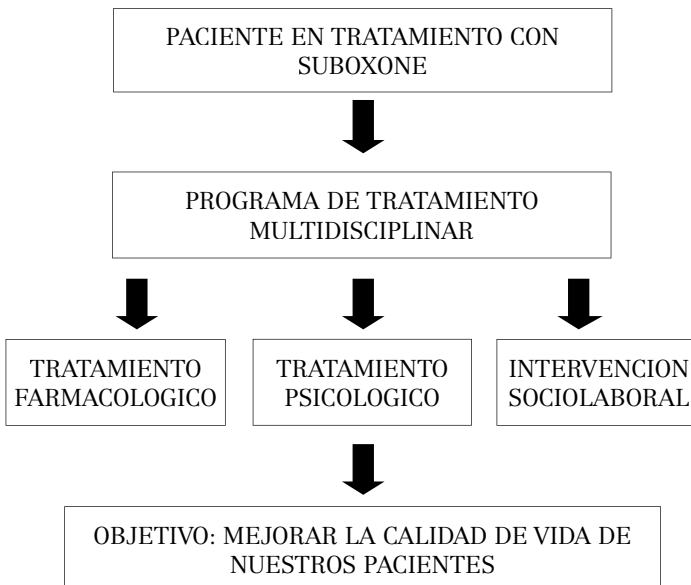 PACIENTE EN TRATAMIENTO CON
SUBOXONE
PROGRAMA DE TRATAMIENTO
MULTIDISCIPLINAR
TRATAMIENTO
FARMACOLOGICO
TRATAMIENTO
PSICOLOGICO
INTERVENCION
SOCIOLABORAL
OBJETIVO: MEJORAR LA CALIDAD DE VIDA DE
NUESTROS PACIENTES